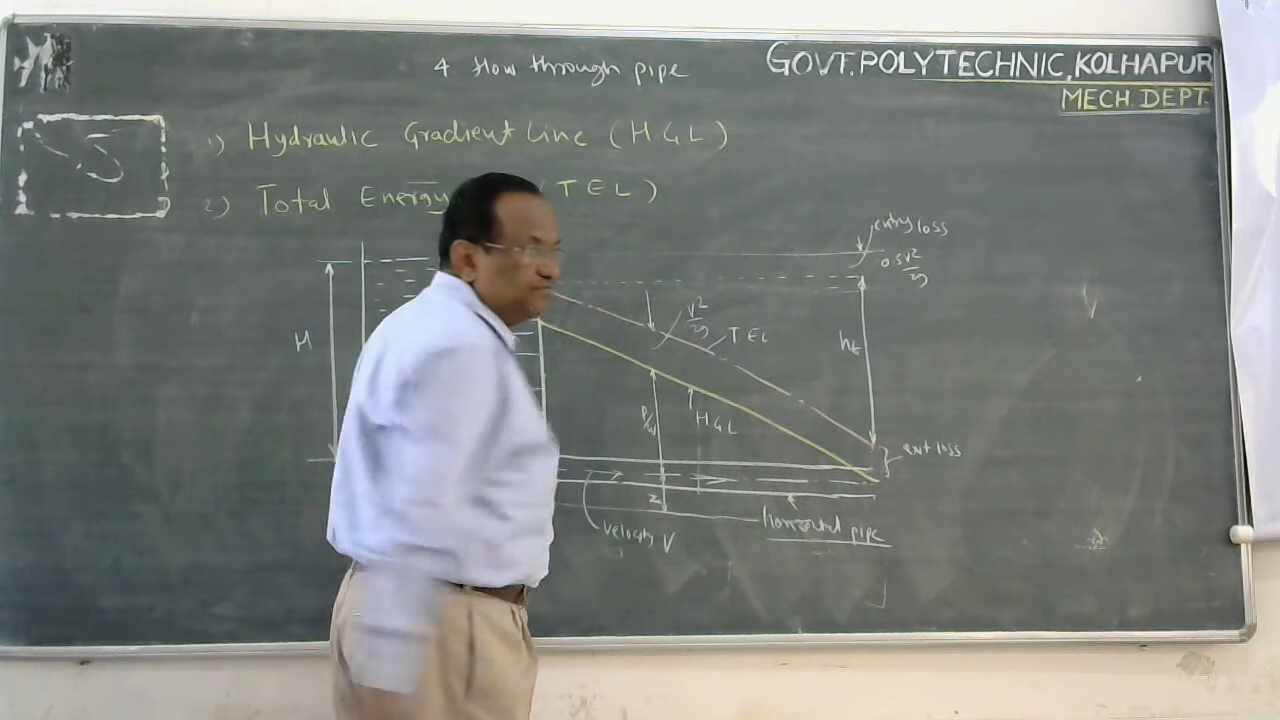 4 flow through pipe
GOVT. POLYTECHNIC, KOLHAPUR
MECH. DEPT.
1) Hydraulic Gradient Line (HGL)
2) Total Energy (TEL)
entry loss
0.5V²/2g
H
V²/2g
TEL
hf
V
P/w
HGL
exit loss
Z
velocity V
horizontal pipe